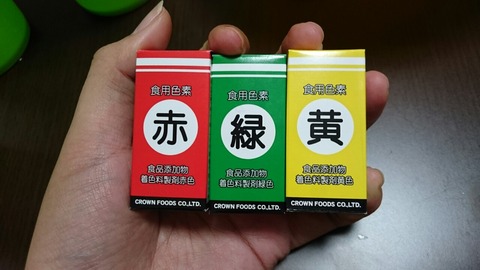 食用色素
赤
食品添加物
着色料製剤赤色
CROWN FOODS CO.,LTD.
食用色素
緑
食品添加物
着色料製剤緑色
CROWN FOODS CO.,LTD.
食用色素
黄
食品添加物
着色料製剤黄色
CROWN FOODS CO.,LTD.